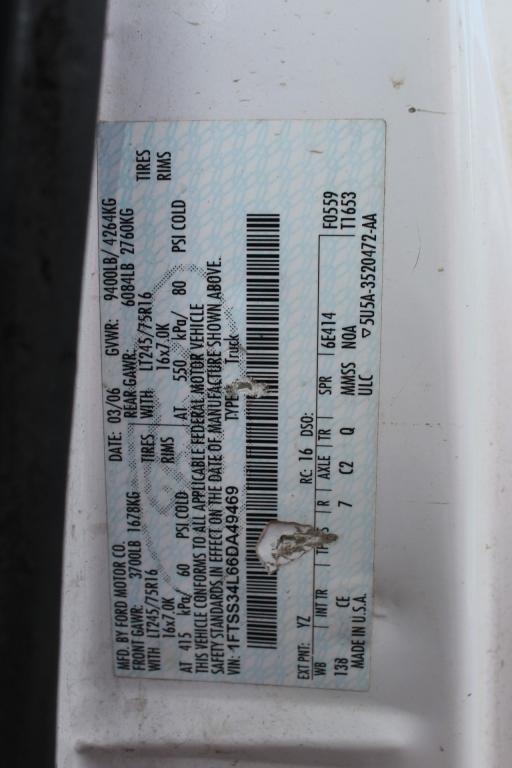 MFD. BY FORD MOTOR CO.
DATE: 03/06 GVWR: 9400LB/ 4264KG
FRONT GAWR: 3700LB 1678KG REAR GAWR: 6084LB 2760KG
WITH LT245/75R16 TIRES WITH LT245/75R16 TIRES
16x7.0K RIMS 16x7.0K RIMS
AT 415 kPa/ 60 PSI COLD AT 550 kPa/ 80 PSI COLD
THIS VEHICLE CONFORMS TO ALL APPLICABLE FEDERAL MOTOR VEHICLE
SAFETY STANDARDS IN EFFECT ON THE DATE OF MANUFACTURE SHOWN ABOVE.
VIN: 1FTSS34L66DA49469 TYPE: Truck
EXT PNT: YZ RC: 16 DSO: F0559
WB INT TR R AXLE TR SPR 6E414 T1653
138 CE 7 C2 Q MMSS NOA
MADE IN U.S.A. ULC ▽5U5A-3520472-AA